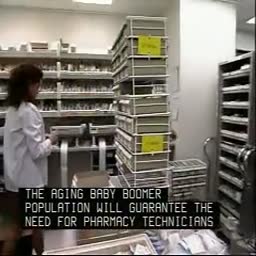 THE AGING BABY BOOMER
POPULATION WILL GUARANTEE THE
NEED FOR PHARMACY TECHNICIANS